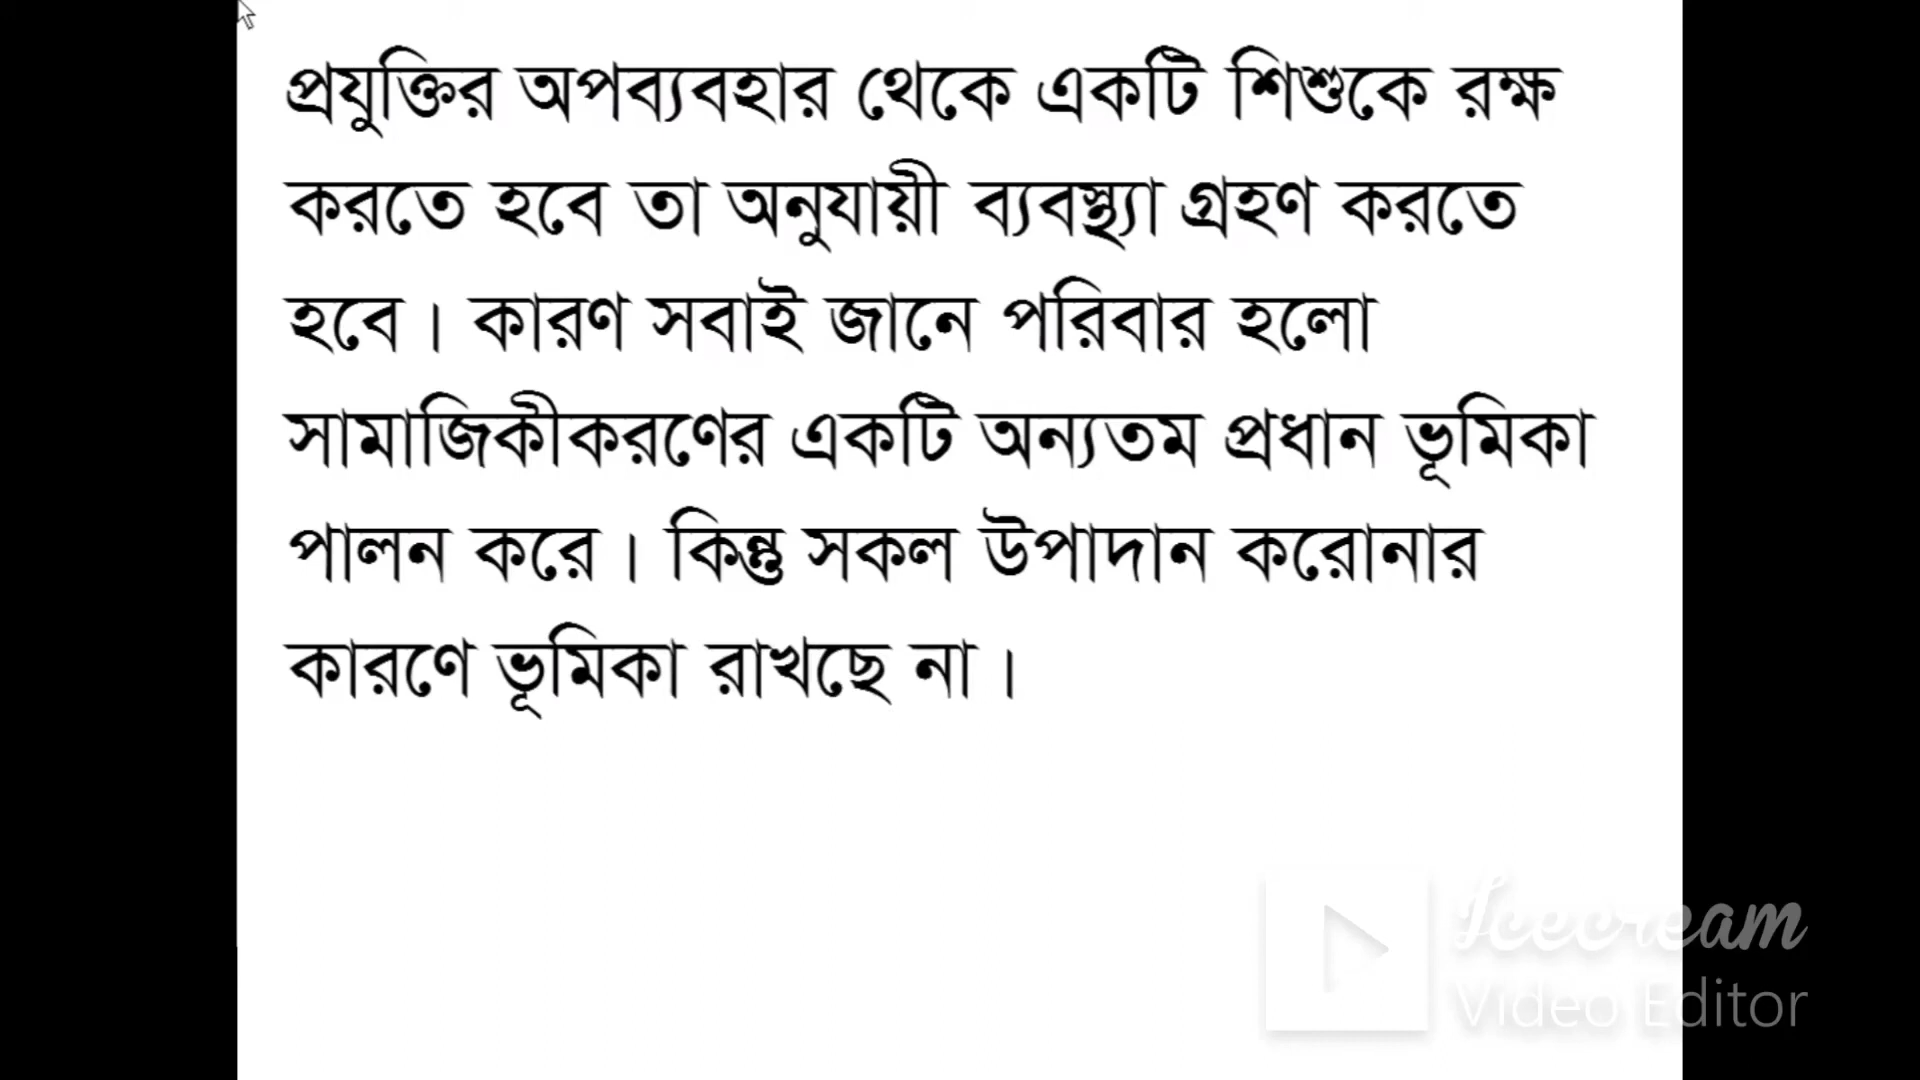 প্রযুক্তির অপব্যবহার থেকে একটি শিশুকে রক্ষ
করতে হবে তা অনুযায়ী ব্যবস্থ্যা গ্রহণ করতে
হবে। কারণ সবাই জানে পরিবার হলো
সামাজিকীকরণের একটি অন্যতম প্রধান ভূমিকা
পালন করে। কিন্তু সকল উপাদান করোনার
কারণে ভূমিকা রাখছে না।
Icecream
Video Editor